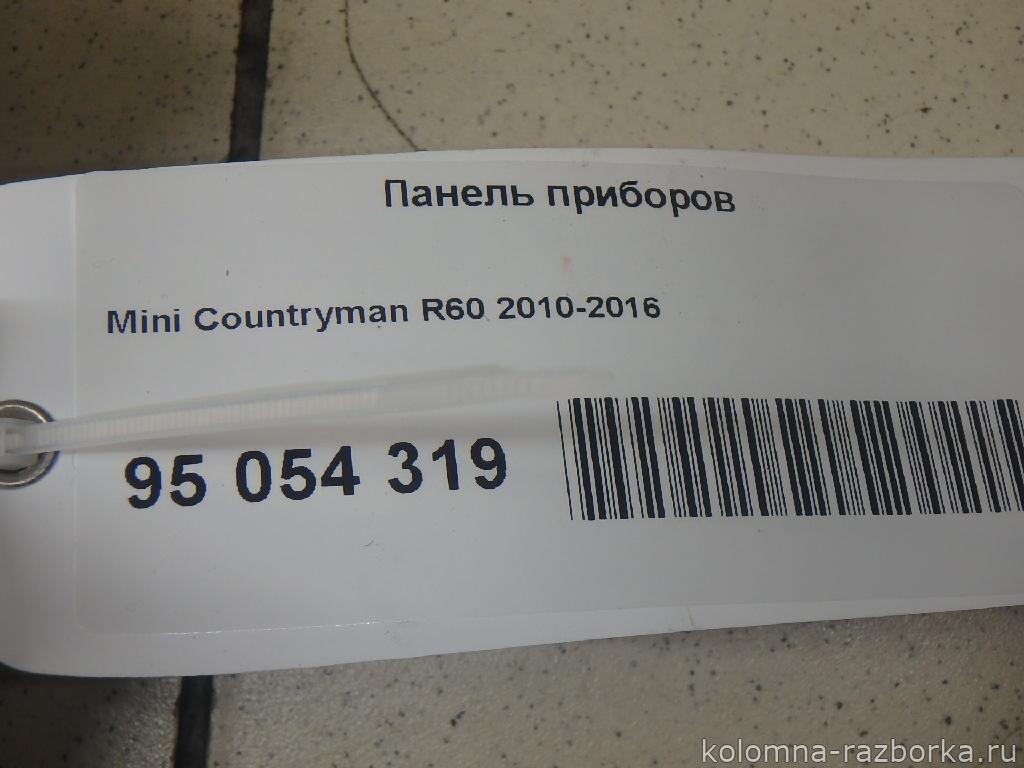 Панель приборов
Mini Countryman R60 2010-2016
95 054 319
kolomna-razborka.ru